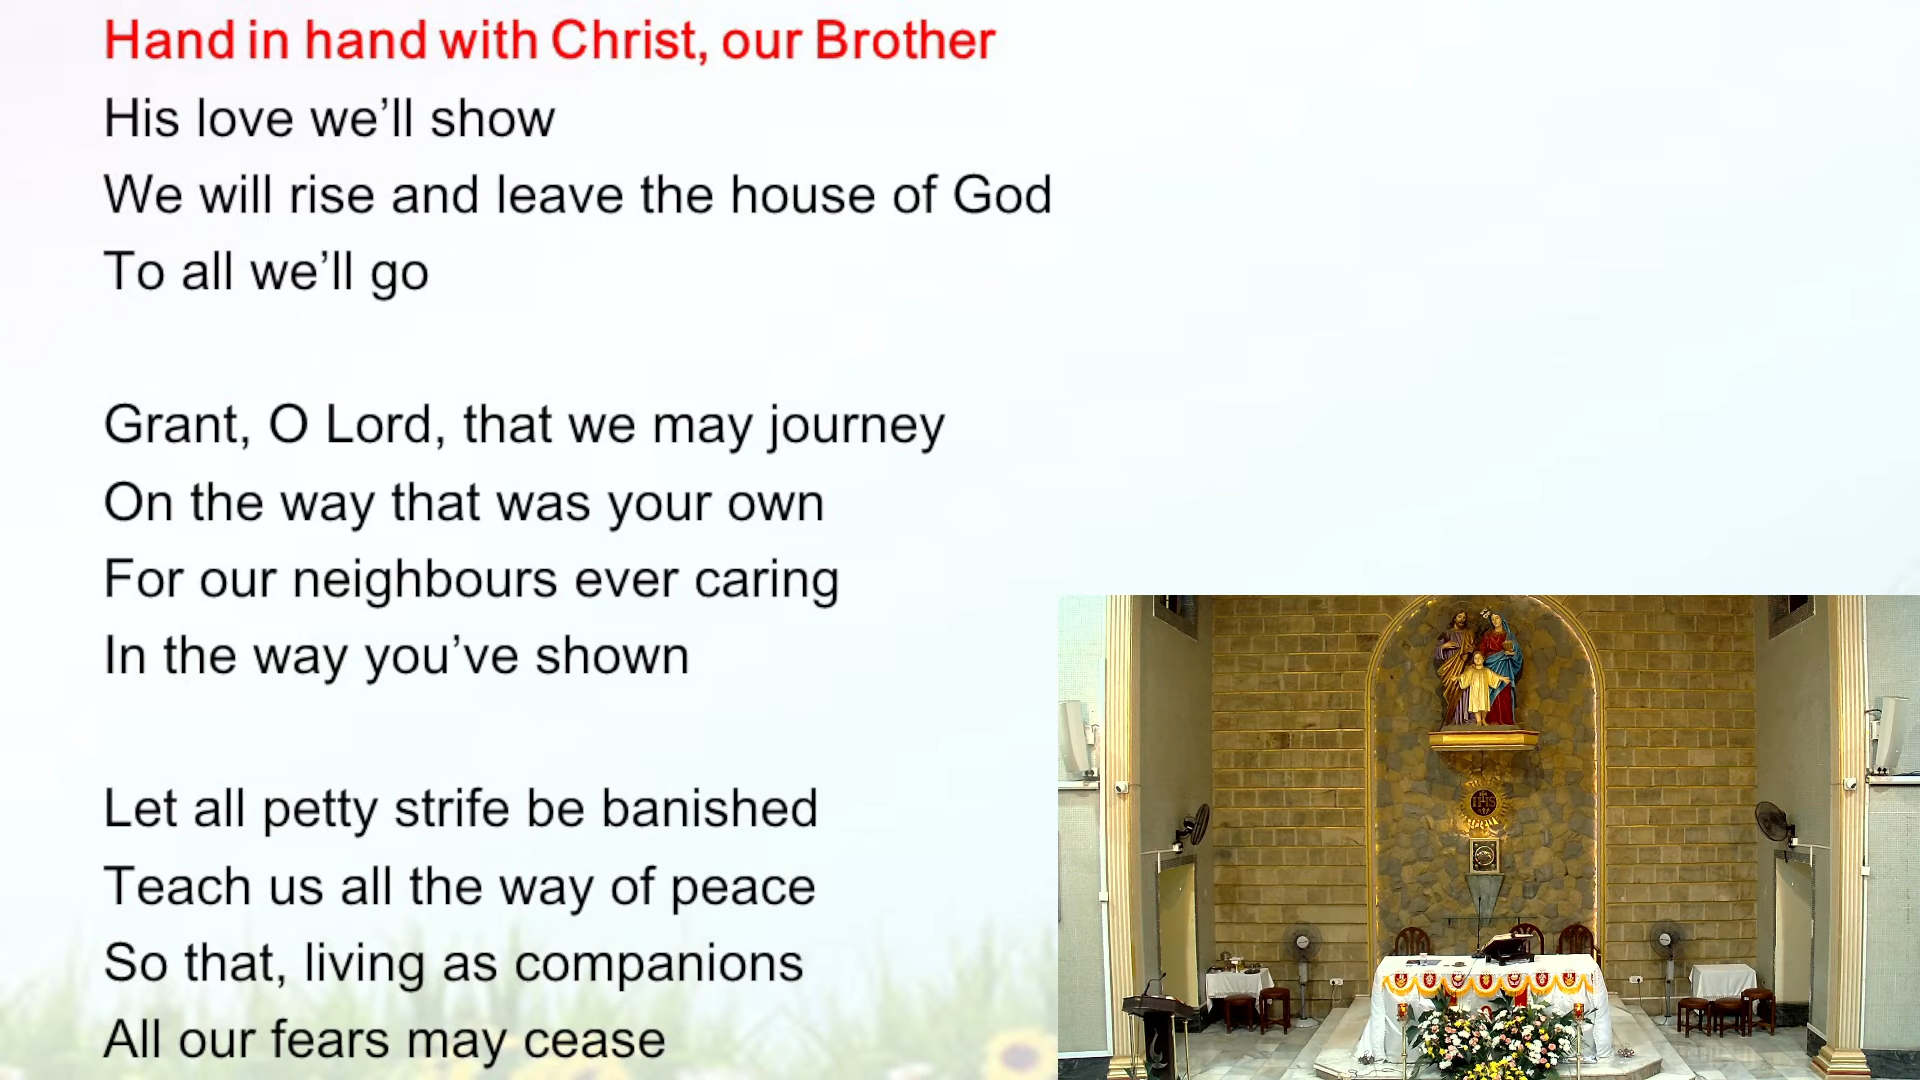 Hand in hand with Christ, our Brother
His love we’ll show
We will rise and leave the house of God
To all we’ll go
Grant, O Lord, that we may journey
On the way that was your own
For our neighbours ever caring
In the way you’ve shown
Let all petty strife be banished
Teach us all the way of peace
So that, living as companions
All our fears may cease
IHS